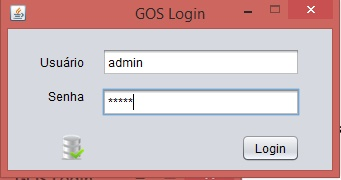 GOS Login
Usuário admin
Senha *****
Login